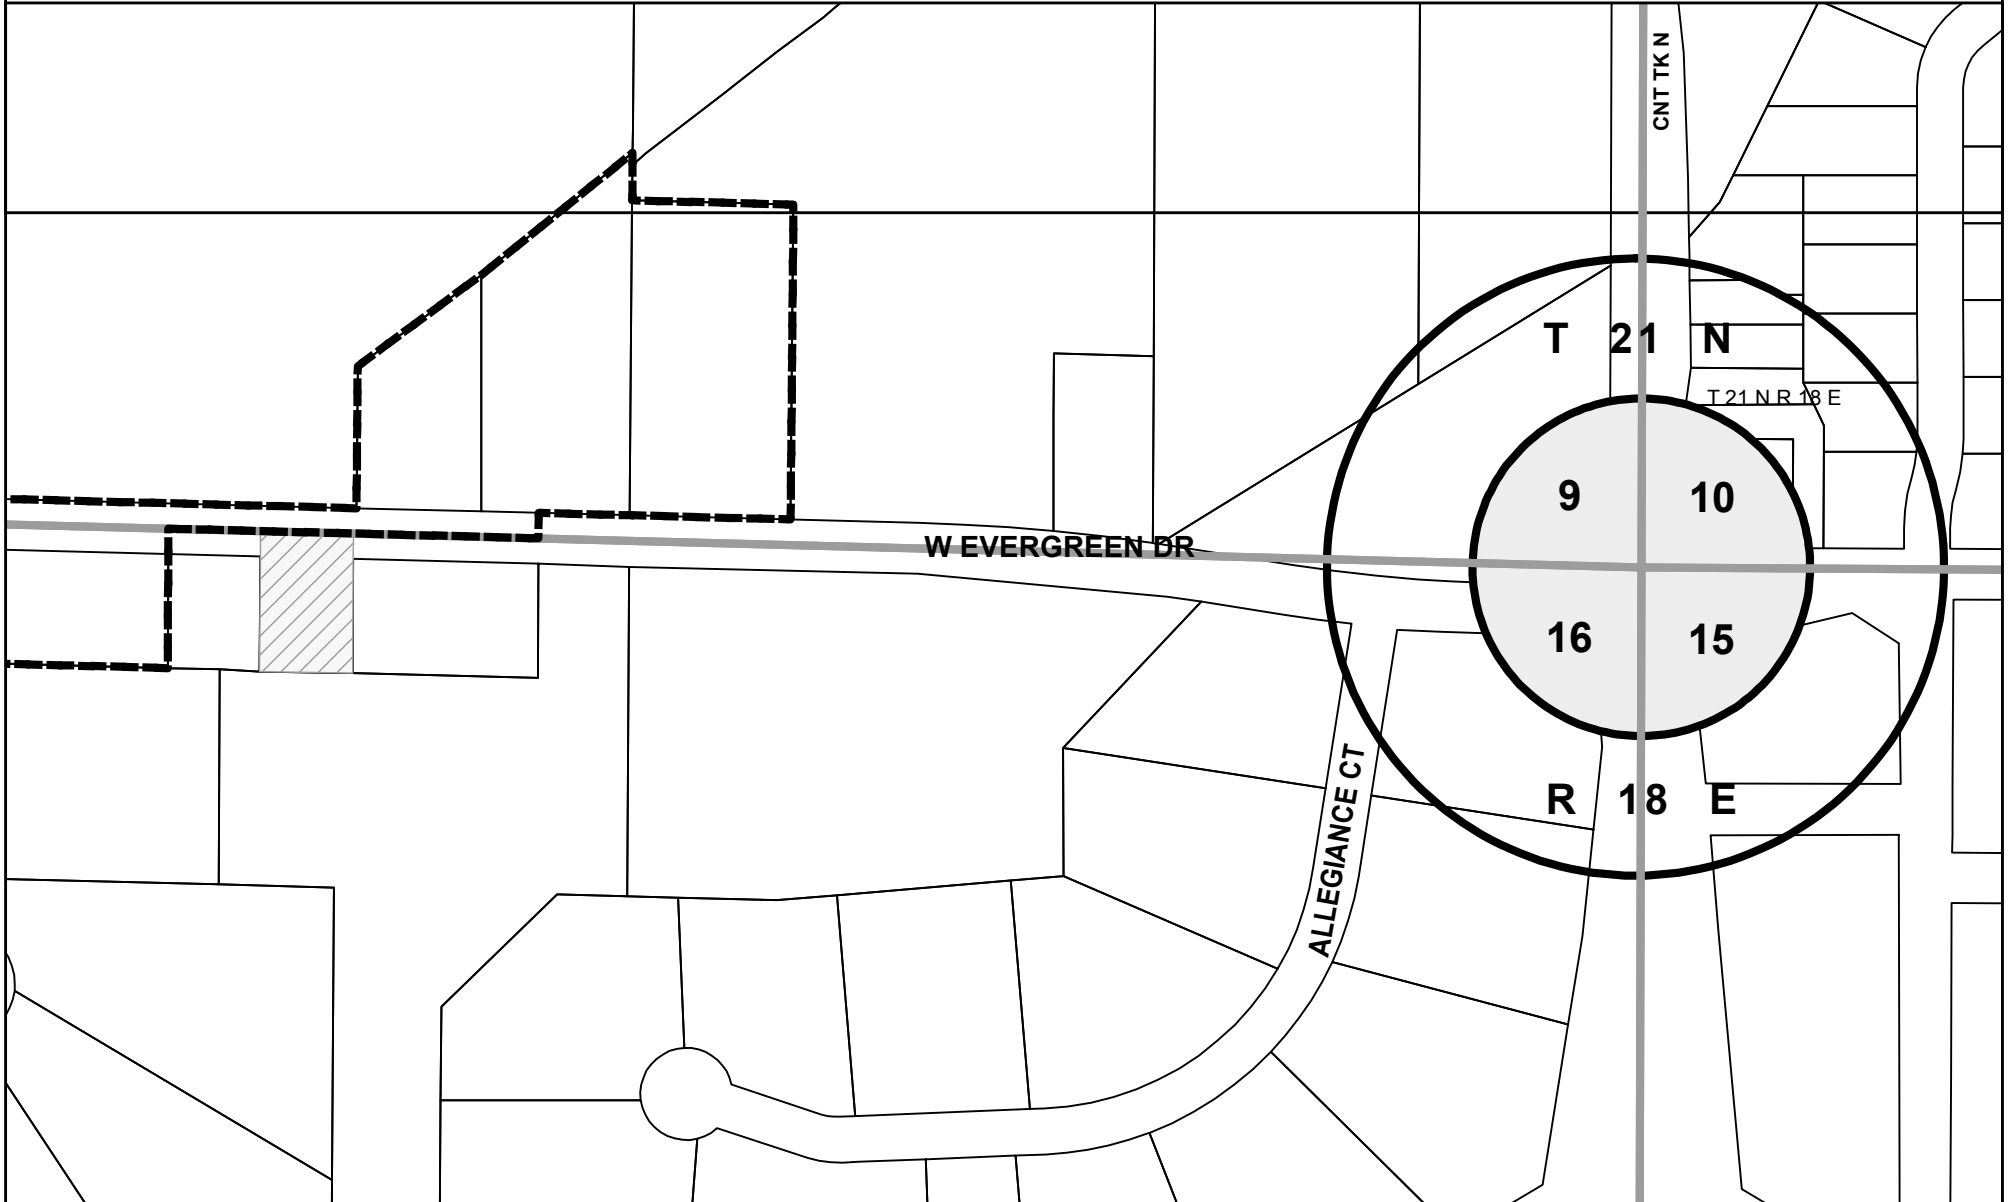 CNT TK N
T 21 N
T 21 N R 18 E
9 10
W EVERGREEN DR
16 15
R 18 E
ALLEGIANCE CT